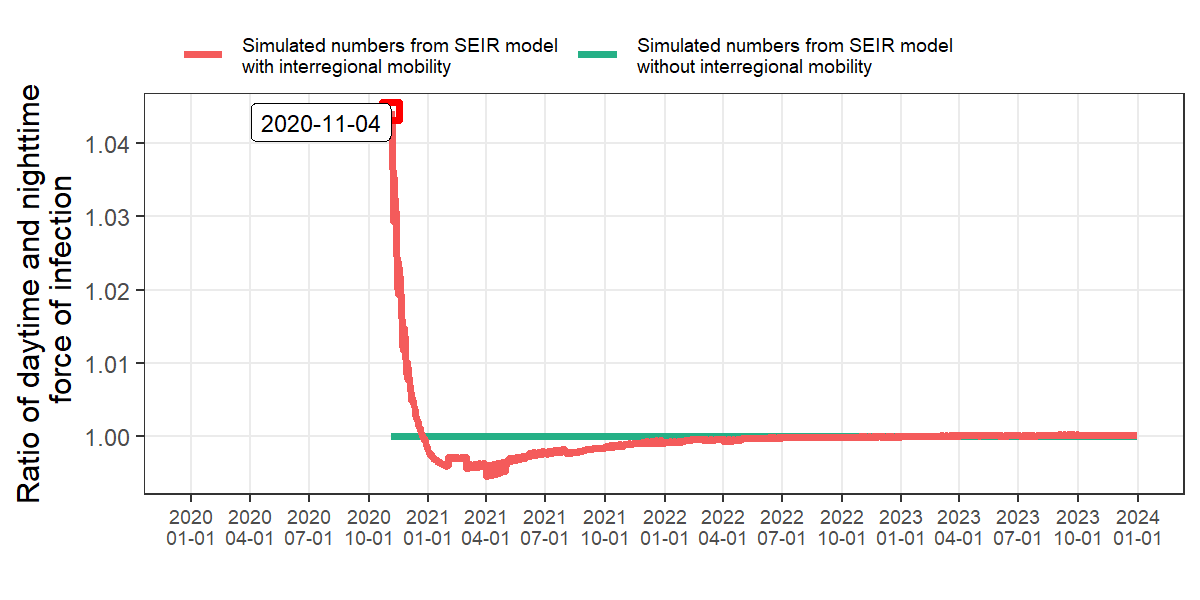 Simulated numbers from SEIR model
with interregional mobility
Simulated numbers from SEIR model
without interregional mobility
Ratio of daytime and nighttime
force of infection
2020-11-04
1.04
1.03
1.02
1.01
1.00
2020 2020 2020 2020 2021 2021 2021 2021 2022 2022 2022 2022 2023 2023 2023 2023 2024
01-01 04-01 07-01 10-01 01-01 04-01 07-01 10-01 01-01 04-01 07-01 10-01 01-01 04-01 07-01 10-01 01-01